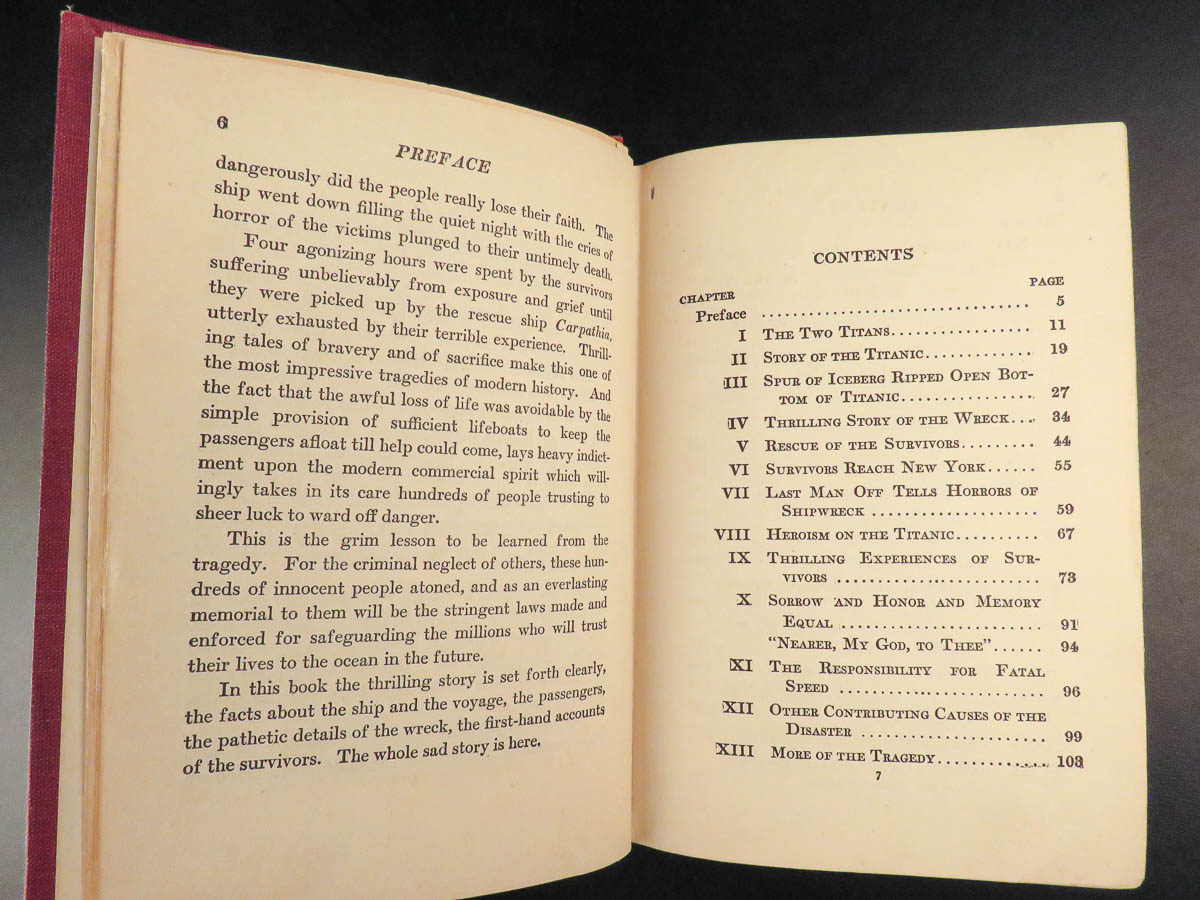 6
PREFACE
dangerously did the people really lose their faith. The
ship went down filling the quiet night with the cries of
horror of the victims plunged to their untimely death.
Four agonizing hours were spent by the survivors
suffering unbelievably from exposure and grief until
they were picked up by the rescue ship Carpathia,
utterly exhausted by their terrible experience. Thrill-
ing tales of bravery and of sacrifice make this one of
the most impressive tragedies of modern history. And
the fact that the awful loss of life was avoidable by the
simple provision of sufficient lifeboats to keep the
passengers afloat till help could come, lays heavy indict-
ment upon the modern commercial spirit which will-
ingly takes in its care hundreds of people trusting to
sheer luck to ward off danger.
This is the grim lesson to be learned from the
tragedy. For the criminal neglect of others, these hun-
dreds of innocent people atoned, and as an everlasting
memorial to them will be the stringent laws made and
enforced for safeguarding the millions who will trust
their lives to the ocean in the future.
In this book the thrilling story is set forth clearly,
the facts about the ship and the voyage, the passengers,
the pathetic details of the wreck, the first-hand accounts
of the survivors. The whole sad story is here.
CONTENTS
CHAPTER PAGE
Preface .................................. 5
I THE TWO TITANS................. 11
II STORY OF THE TITANIC............. 19
III SPUR OF ICEBERG RIPPED OPEN BOT-
TOM OF TITANIC................. 27
IV THRILLING STORY OF THE WRECK.... 34
V RESCUE OF THE SURVIVORS......... 44
VI SURVIVORS REACH NEW YORK...... 55
VII LAST MAN OFF TELLS HORRORS OF
SHIPWRECK .................... 59
VIII HEROISM ON THE TITANIC.......... 67
IX THRILLING EXPERIENCES OF SUR-
VIVORS ........................ 73
X SORROW AND HONOR AND MEMORY
EQUAL ........................ 91
"NEARER, MY GOD, TO THEE"...... 94
XI THE RESPONSIBILITY FOR FATAL
SPEED ........................ 96
XII OTHER CONTRIBUTING CAUSES OF THE
DISASTER ...................... 99
XIII MORE OF THE TRAGEDY............. 103
7